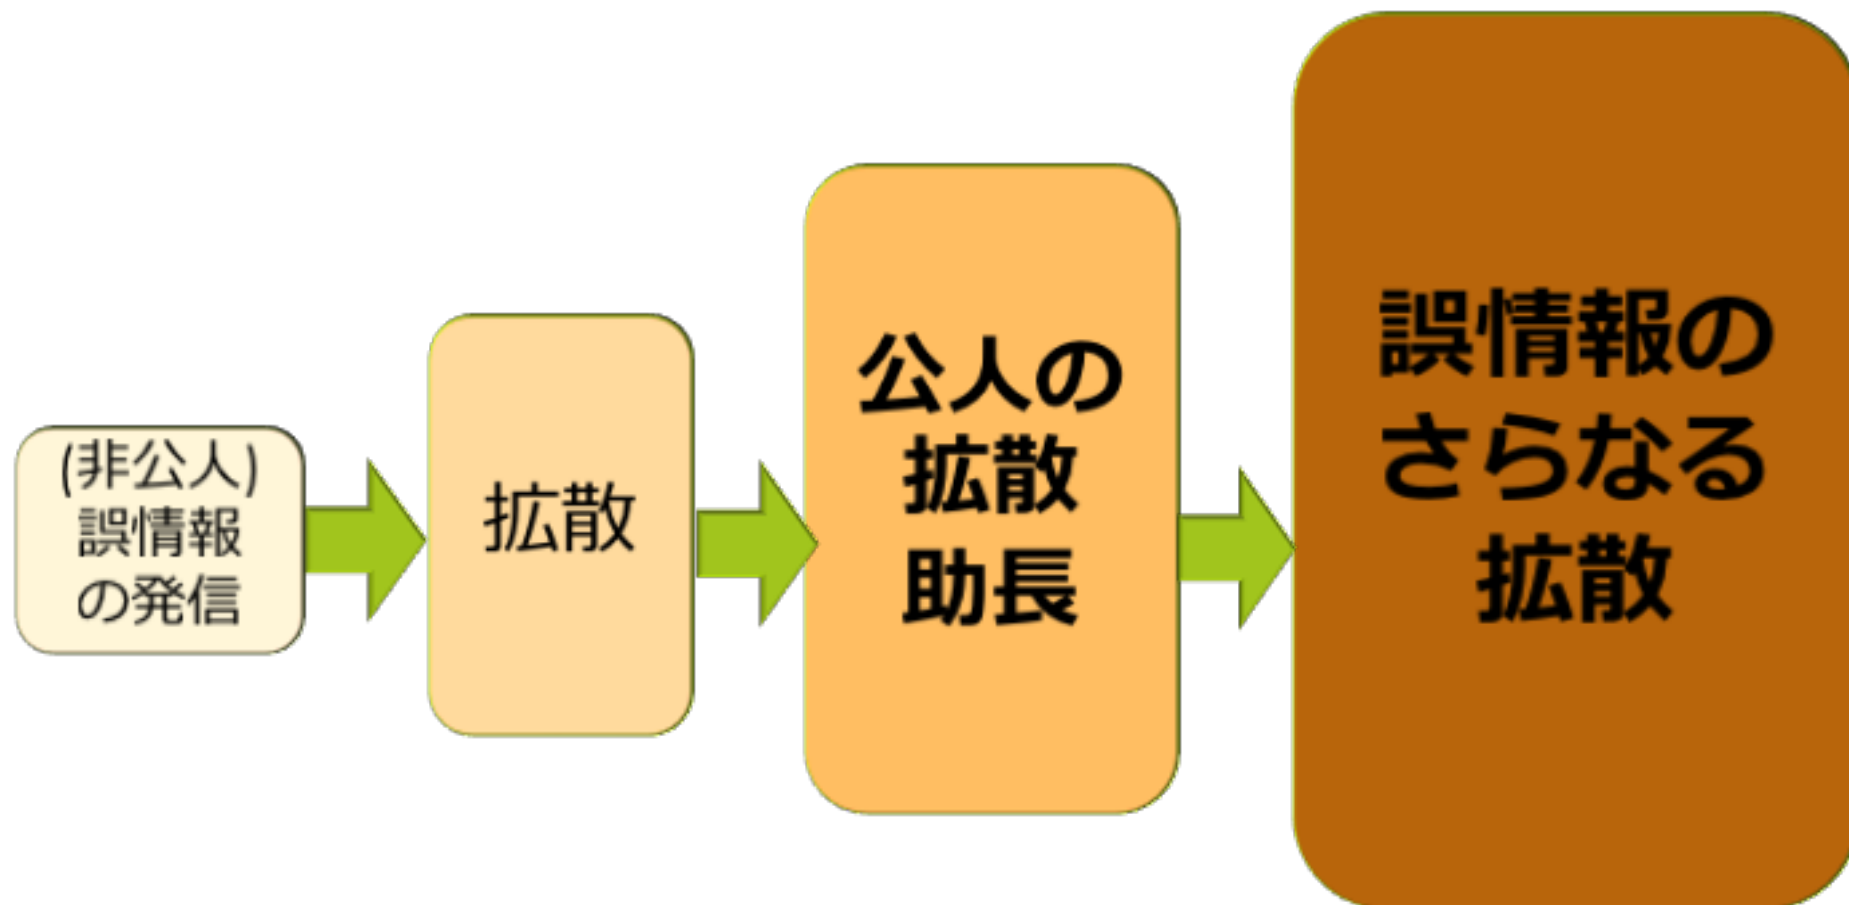 (非公人)
誤情報
の発信
拡散
公人の
拡散
助長
誤情報の
さらなる
拡散